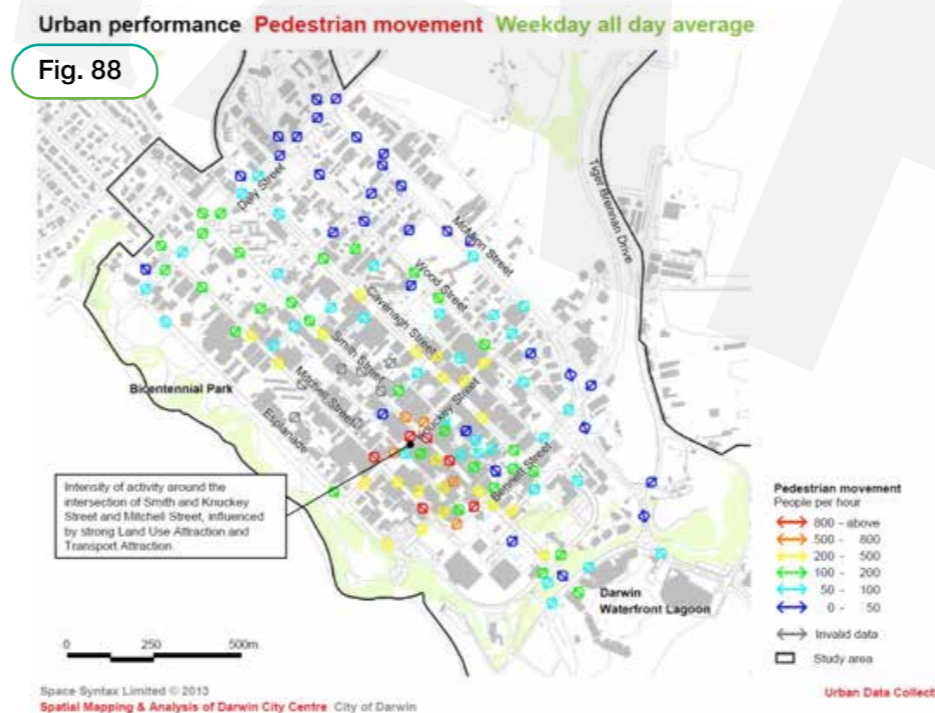 Urban performance Pedestrian movement Weekday all day average
Fig. 88
Daly Street
Tiger Brennan Drive
McMinn Street
Wood Street
Cavenagh Street
Smith Street
Mitchell Street
Bicentennial Park
Knuckey Street
Esplanade
Bennett Street
Intensity of activity around the
intersection of Smith and Knuckey
Street and Mitchell Street, influenced
by strong Land Use Attraction and
Transport Attraction.
Darwin
Waterfront Lagoon
Pedestrian movement
People per hour
800 - above
500 - 800
200 - 500
100 - 200
50 - 100
0 - 50
Invalid data
Study area
0 250 500m
Space Syntax Limited © 2013
Spatial Mapping & Analysis of Darwin City Centre City of Darwin
Urban Data Collecti